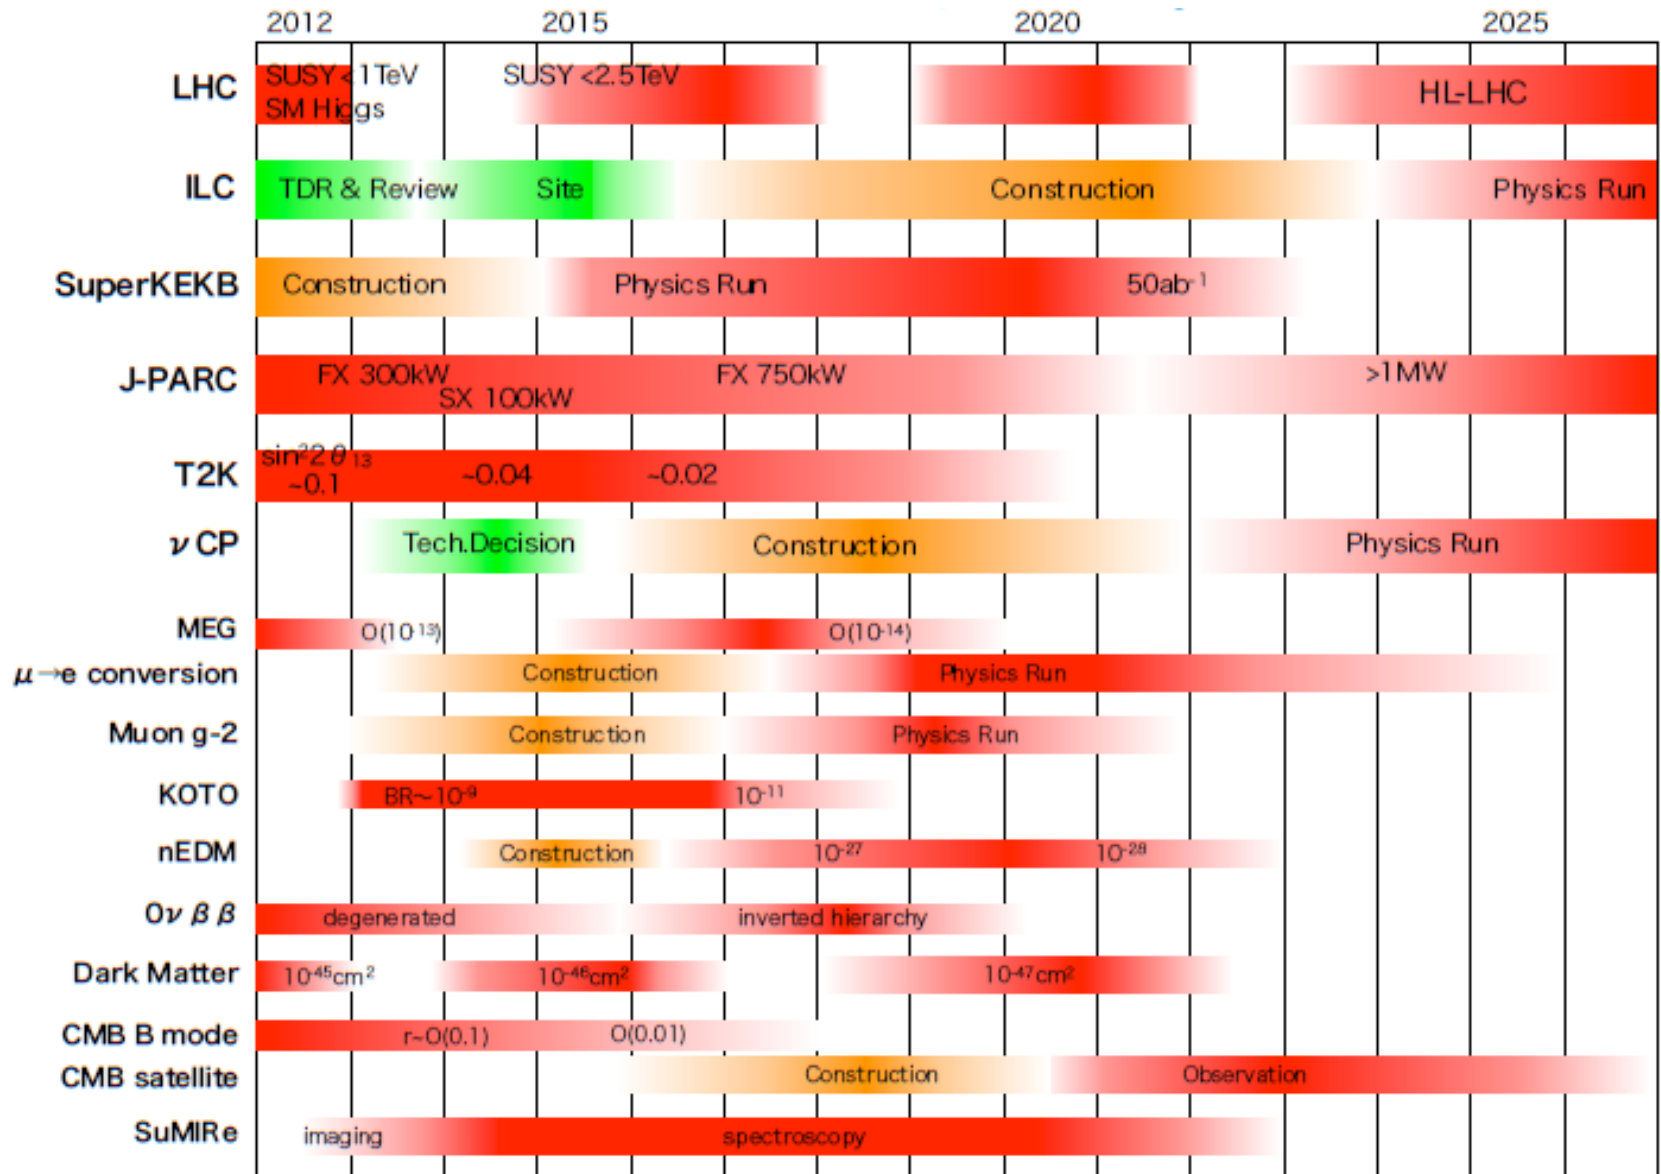 2012 2015 2020 2025
LHC SUSY <1TeV SUSY <2.5TeV HL-LHC
SM Higgs
ILC TDR & Review Site Construction Physics Run
SuperKEKB Construction Physics Run 50ab⁻¹
J-PARC FX 300kW FX 750kW >1MW
SX 100kW
T2K sin²2θ₁₃ ~0.04 ~0.02
~0.1
νCP Tech.Decision Construction Physics Run
MEG O(10⁻¹³) O(10⁻¹⁴)
μ→e conversion Construction Physics Run
Muon g-2 Construction Physics Run
KOTO BR~10⁻⁹ 10⁻¹¹
nEDM Construction 10⁻²⁷ 10⁻²⁸
0νββ degenerated inverted hierarchy
Dark Matter 10⁻⁴⁵cm² 10⁻⁴⁶cm² 10⁻⁴⁷cm²
CMB B mode r~O(0.1) O(0.01)
CMB satellite Construction Observation
SuMIRe imaging spectroscopy